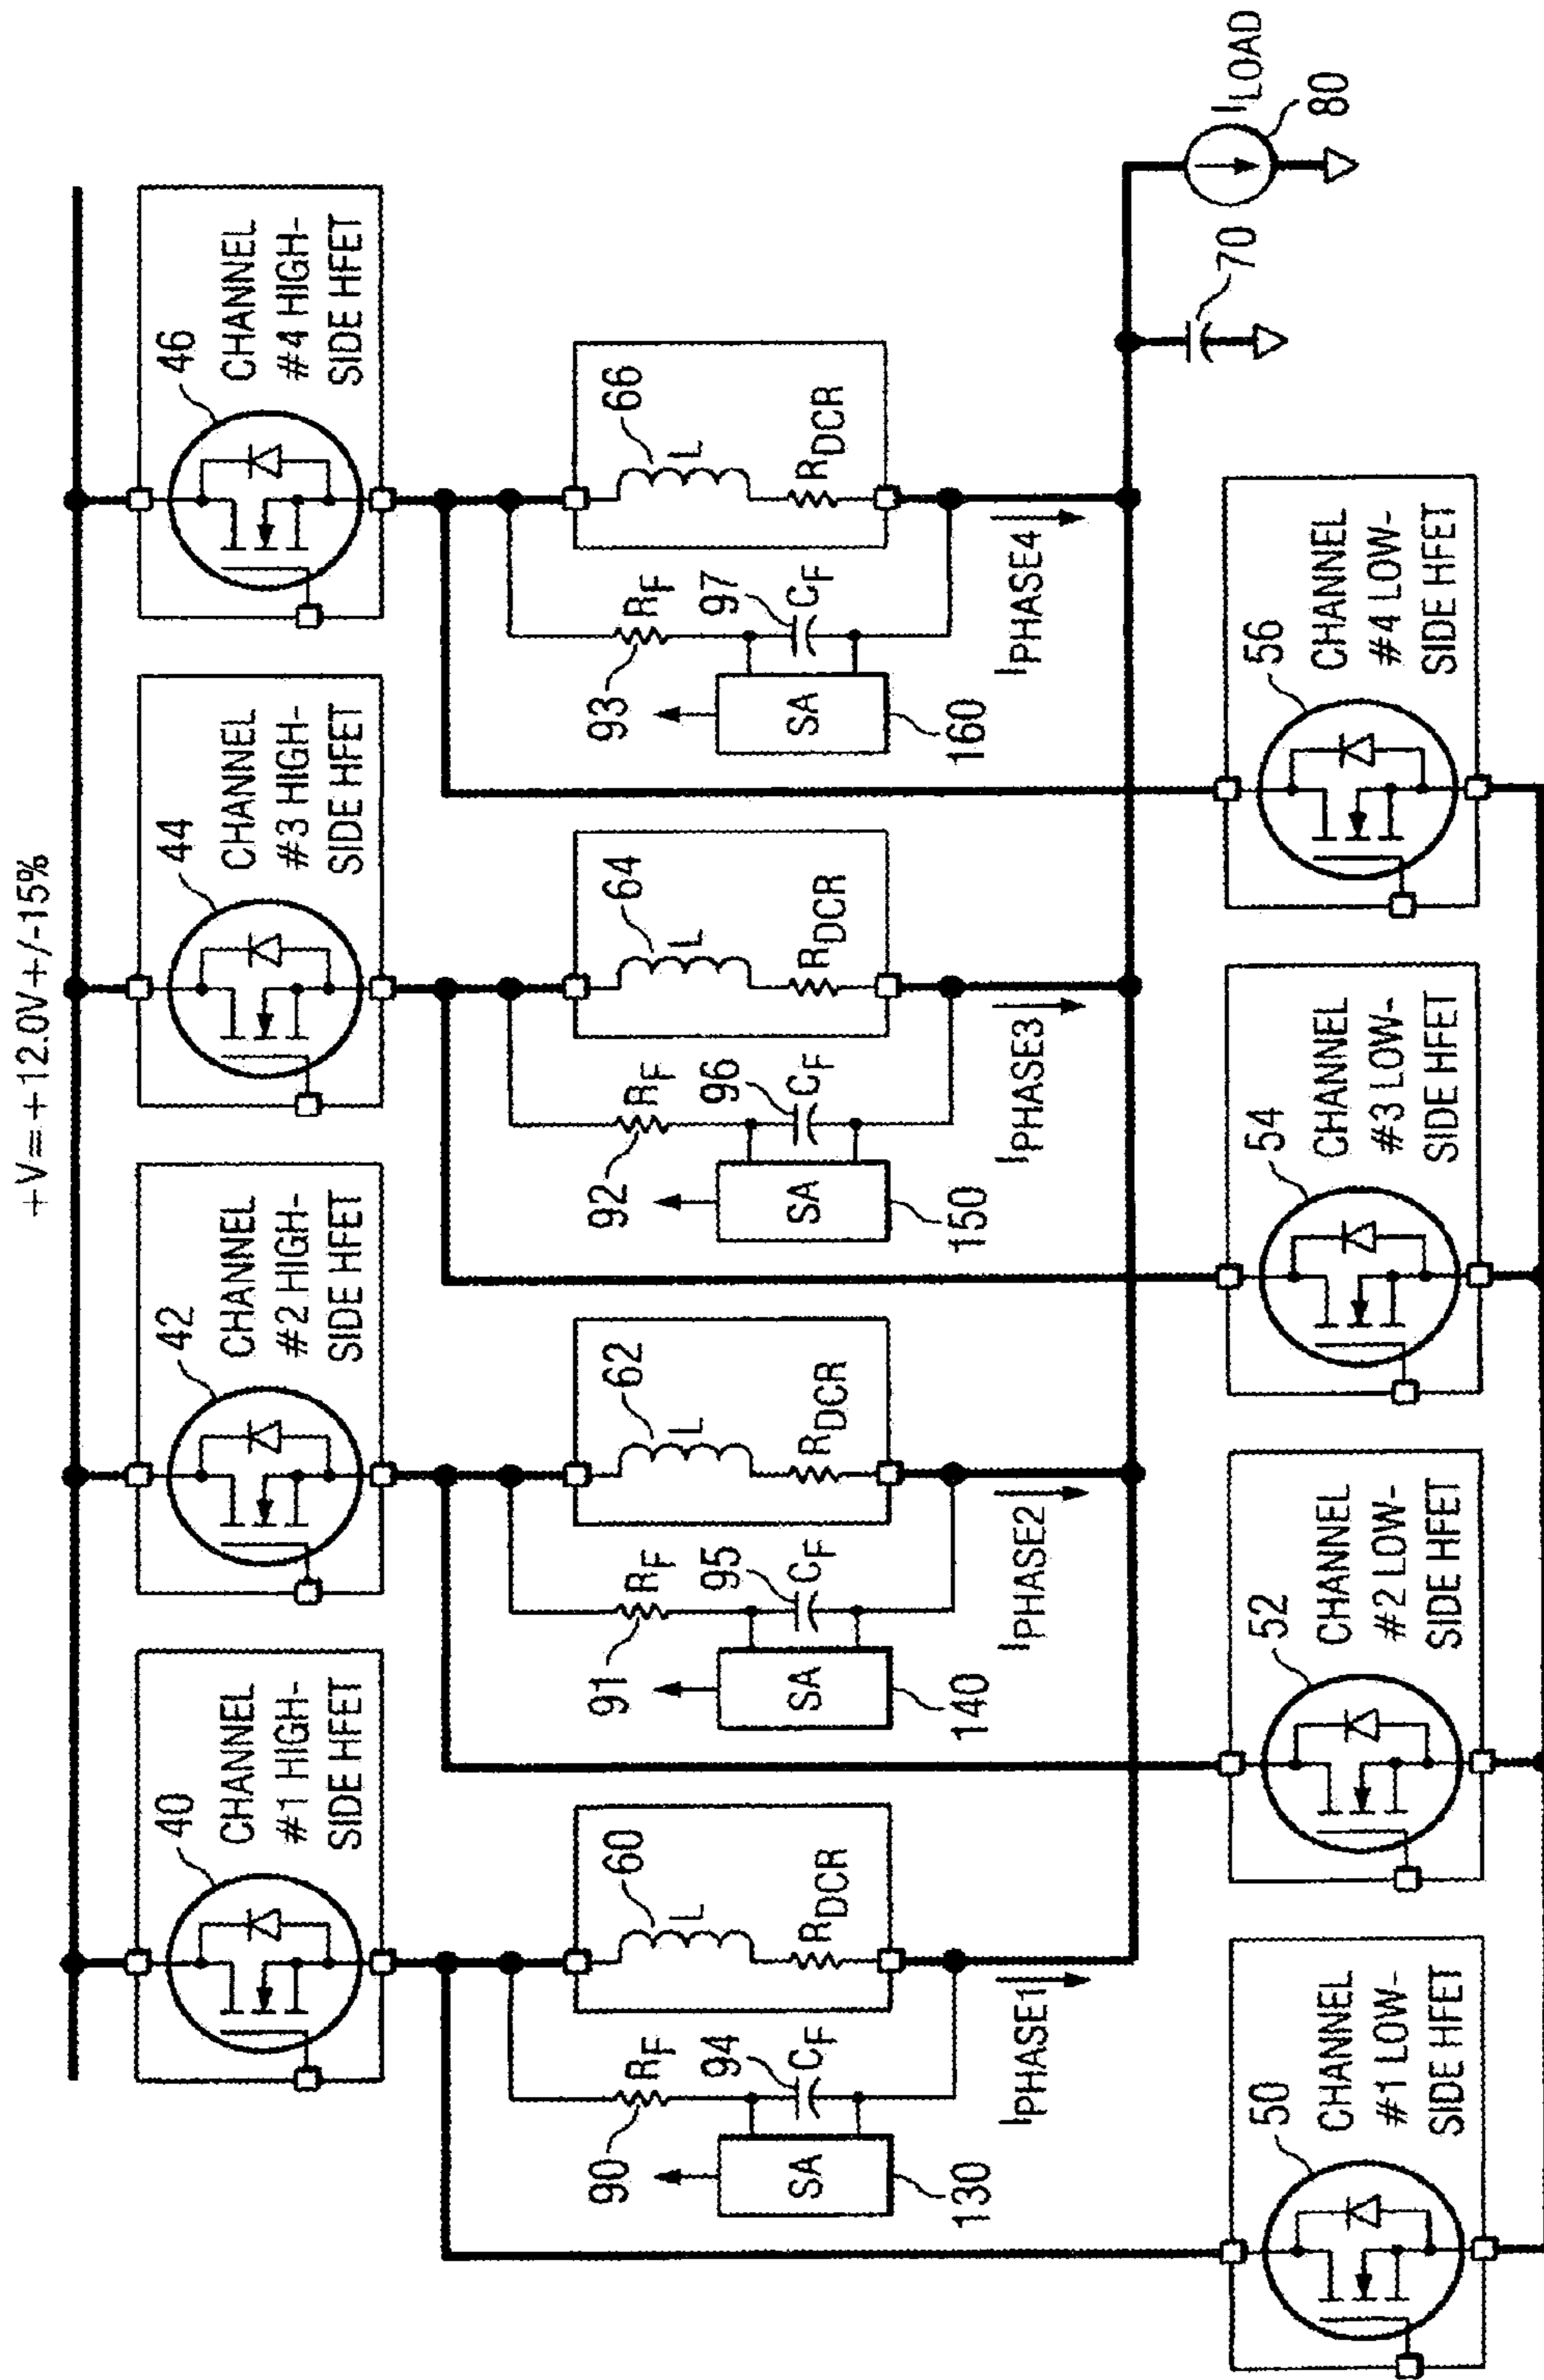 +V=+12.0V+/-15%
40
CHANNEL
#1 HIGH-
SIDE HFET
42
CHANNEL
#2 HIGH-
SIDE HFET
44
CHANNEL
#3 HIGH-
SIDE HFET
46
CHANNEL
#4 HIGH-
SIDE HFET
90
RF
94
CF
SA
130
60
L
RDCR
IPHASE1
91
RF
95
CF
SA
140
62
L
RDCR
IPHASE2
92
RF
96
CF
SA
150
64
L
RDCR
IPHASE3
93
RF
97
CF
SA
160
66
L
RDCR
IPHASE4
70
ILOAD
80
50
CHANNEL
#1 LOW-
SIDE HFET
52
CHANNEL
#2 LOW-
SIDE HFET
54
CHANNEL
#3 LOW-
SIDE HFET
56
CHANNEL
#4 LOW-
SIDE HFET